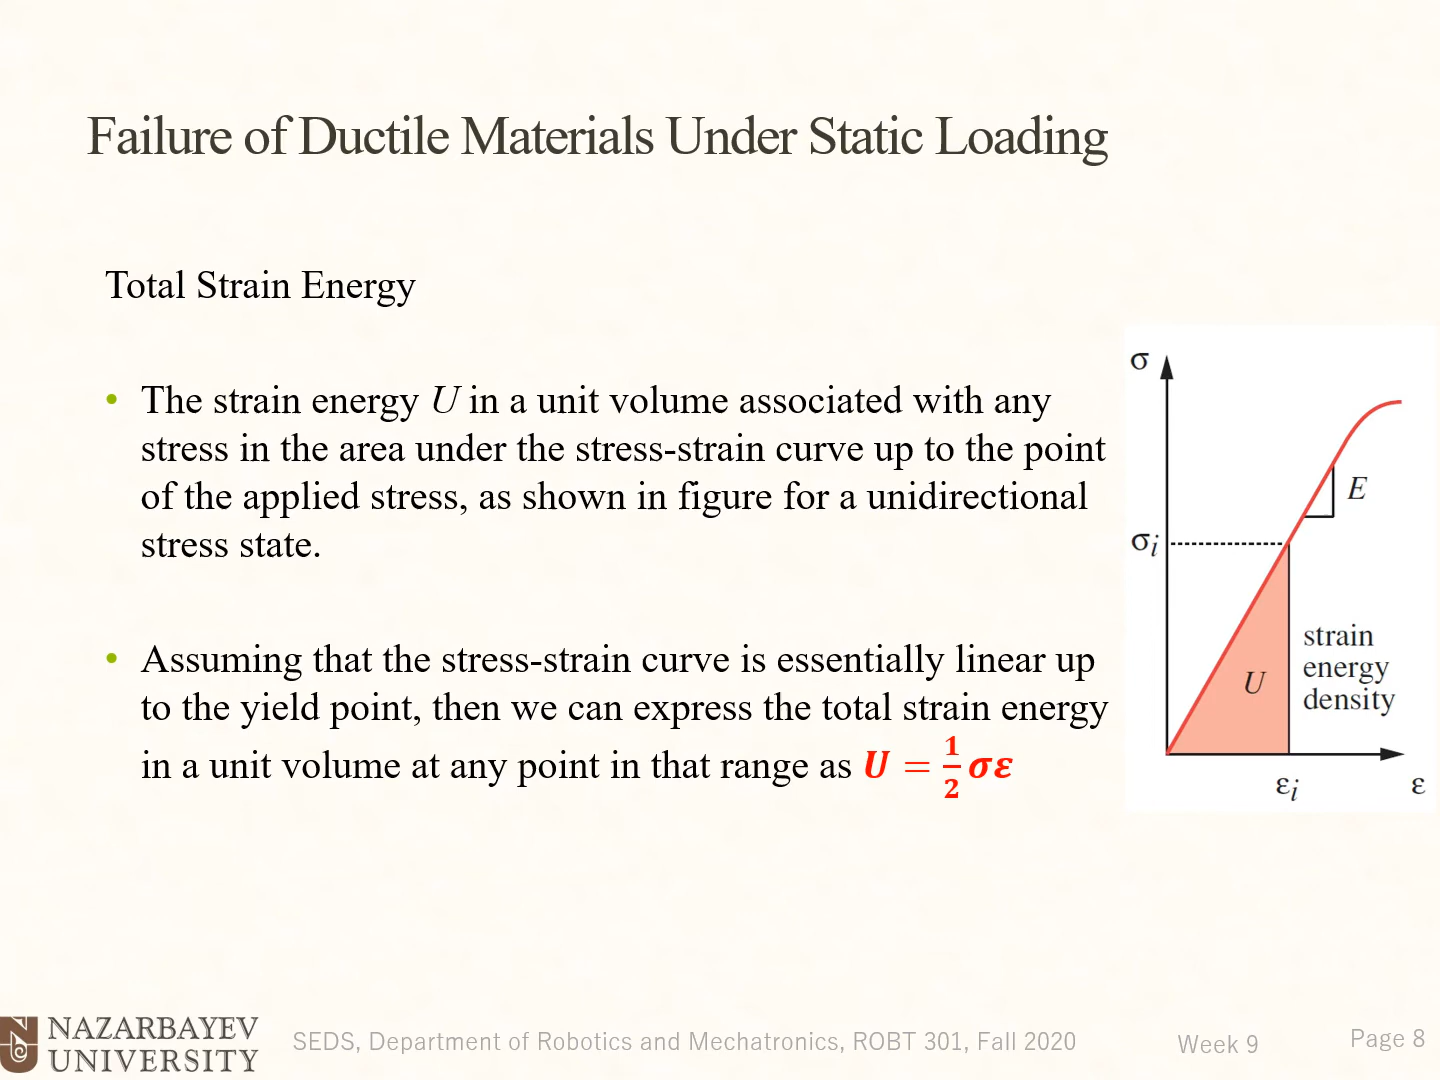 Failure of Ductile Materials Under Static Loading
Total Strain Energy
• The strain energy U in a unit volume associated with any
stress in the area under the stress-strain curve up to the point
of the applied stress, as shown in figure for a unidirectional
stress state.
• Assuming that the stress-strain curve is essentially linear up
to the yield point, then we can express the total strain energy
in a unit volume at any point in that range as U = 1/2 σε
σ
E
σi
strain
energy
density
U
εi
ε
NAZARBAYEV
UNIVERSITY
SEDS, Department of Robotics and Mechatronics, ROBT 301, Fall 2020
Week 9
Page 8